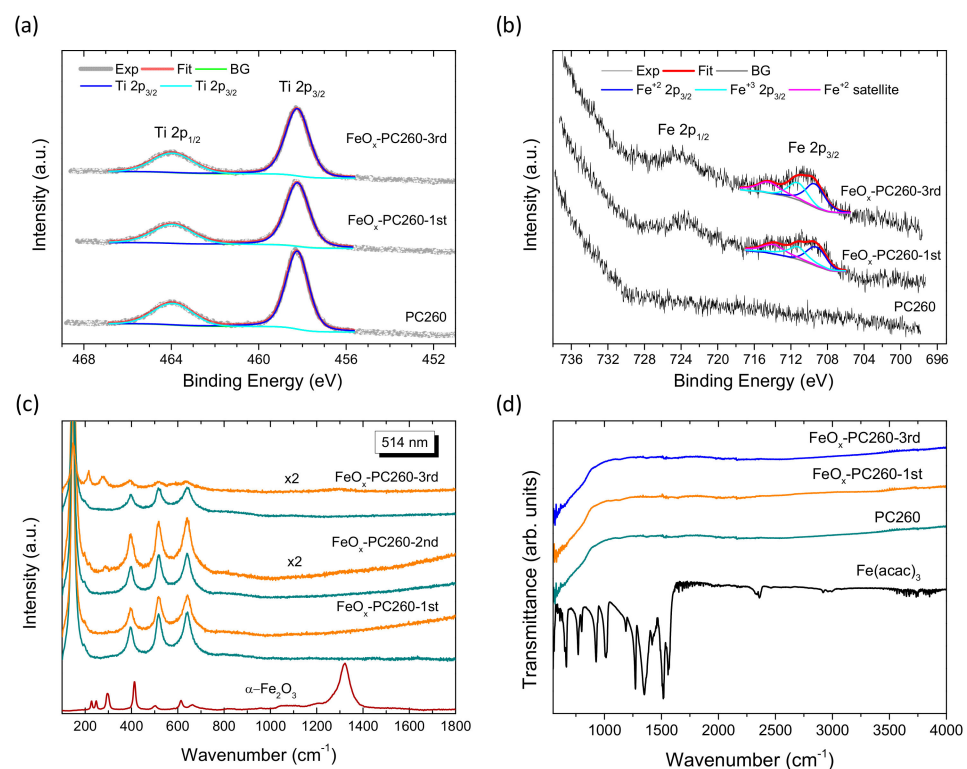 (a)
Exp Fit BG
Ti 2p3/2 Ti 2p3/2
Ti 2p1/2
Ti 2p3/2
FeOx-PC260-3rd
FeOx-PC260-1st
PC260
Intensity (a.u.)
468 464 460 456 452
Binding Energy (eV)
(b)
Exp Fit BG
Fe+2 2p3/2 Fe+3 2p3/2 Fe+2 satellite
Fe 2p1/2
Fe 2p3/2
FeOx-PC260-3rd
FeOx-PC260-1st
PC260
Intensity (a.u.)
736 732 728 724 720 716 712 708 704 700 696
Binding Energy (eV)
(c)
514 nm
x2
FeOx-PC260-3rd
FeOx-PC260-2nd
x2
FeOx-PC260-1st
α−Fe2O3
Intensity (a.u.)
200 400 600 800 1000 1200 1400 1600 1800
Wavenumber (cm-1)
(d)
FeOx-PC260-3rd
FeOx-PC260-1st
PC260
Fe(acac)3
Transmittance (arb. units)
1000 1500 2000 2500 3000 3500 4000
Wavenumber (cm-1)